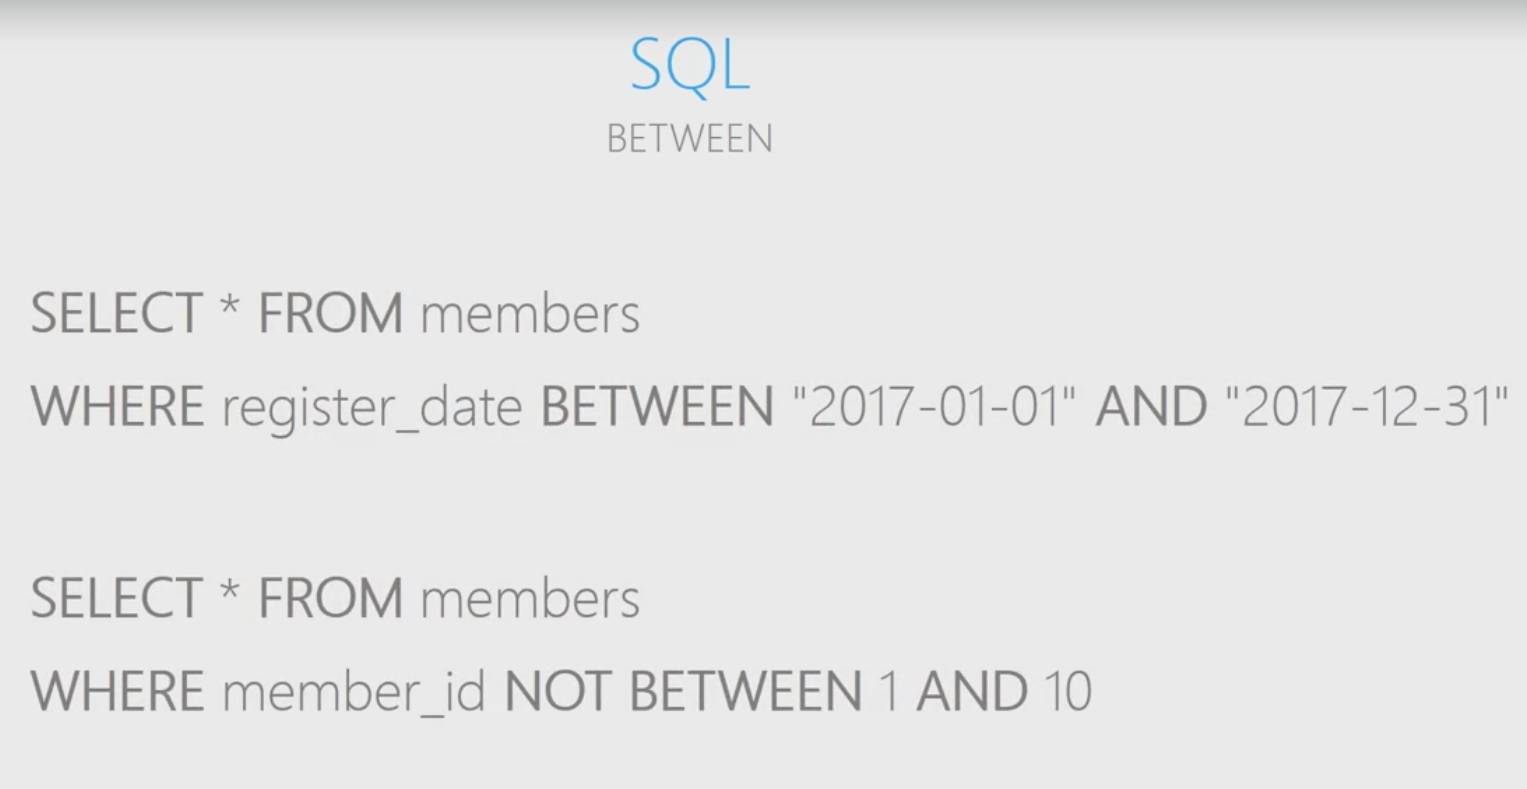 SQL
BETWEEN
SELECT * FROM members
WHERE register_date BETWEEN "2017-01-01" AND "2017-12-31"
SELECT * FROM members
WHERE member_id NOT BETWEEN 1 AND 10